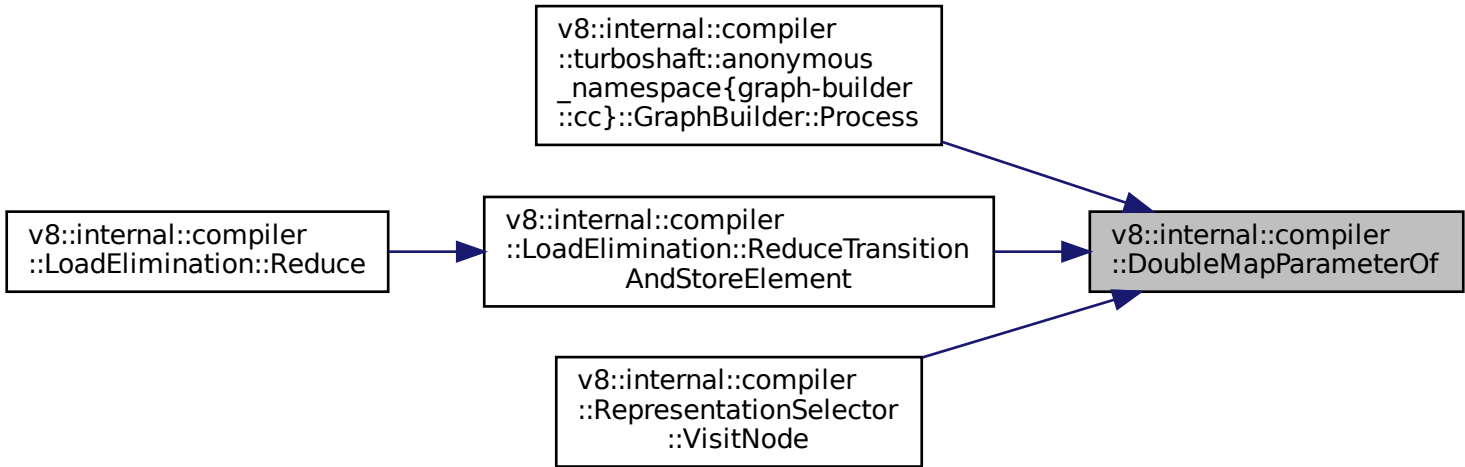 v8::internal::compiler
::turboshaft::anonymous
_namespace{graph-builder
::cc}::GraphBuilder::Process
v8::internal::compiler
::LoadElimination::Reduce
v8::internal::compiler
::LoadElimination::ReduceTransition
AndStoreElement
v8::internal::compiler
::DoubleMapParameterOf
v8::internal::compiler
::RepresentationSelector
::VisitNode